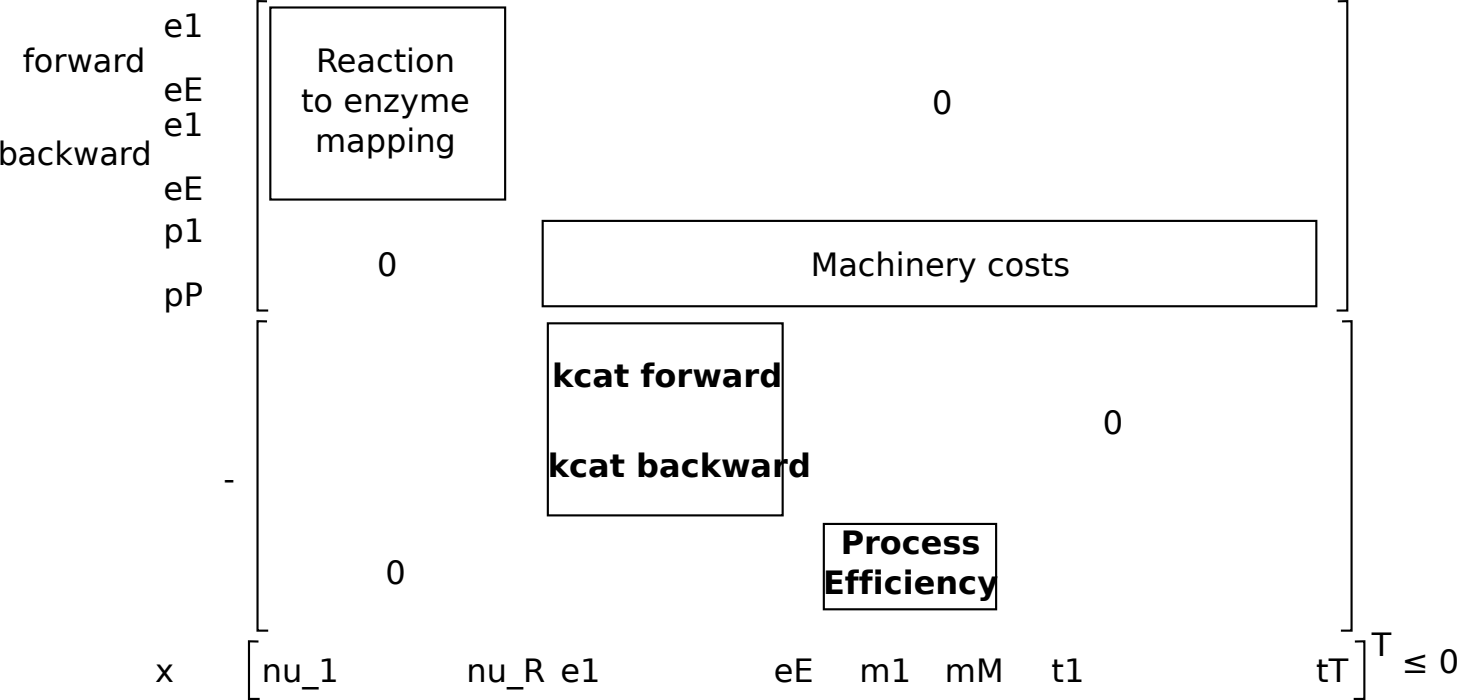 e1
forward
eE
e1
backward
eE
p1
pP
Reaction
to enzyme
mapping
0
0
Machinery costs
kcat forward
kcat backward
0
-
0
Process
Efficiency
x [nu_1 nu_R e1 eE m1 mM t1 tT]T ≤ 0